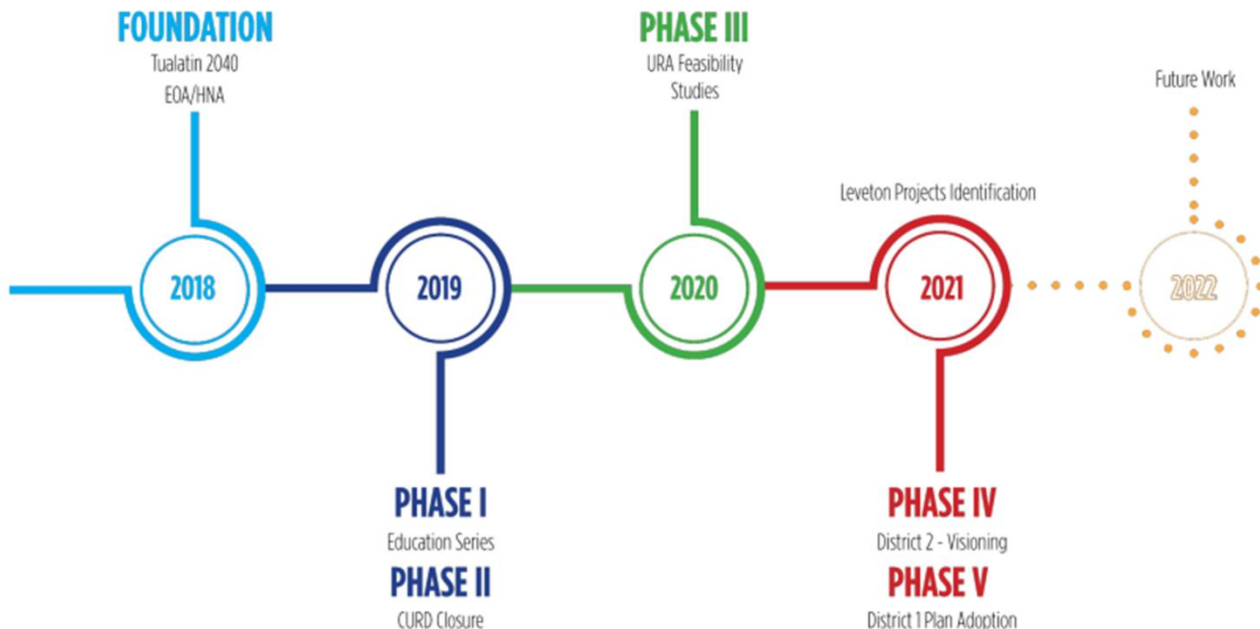 FOUNDATION
Tualatin 2040
EOA/HNA
PHASE III
URA Feasibility
Studies
Future Work
Leveton Projects Identification
2018
2019
2020
2021
2022
PHASE I
Education Series
PHASE II
CURD Closure
PHASE IV
District 2 - Visioning
PHASE V
District 1 Plan Adoption